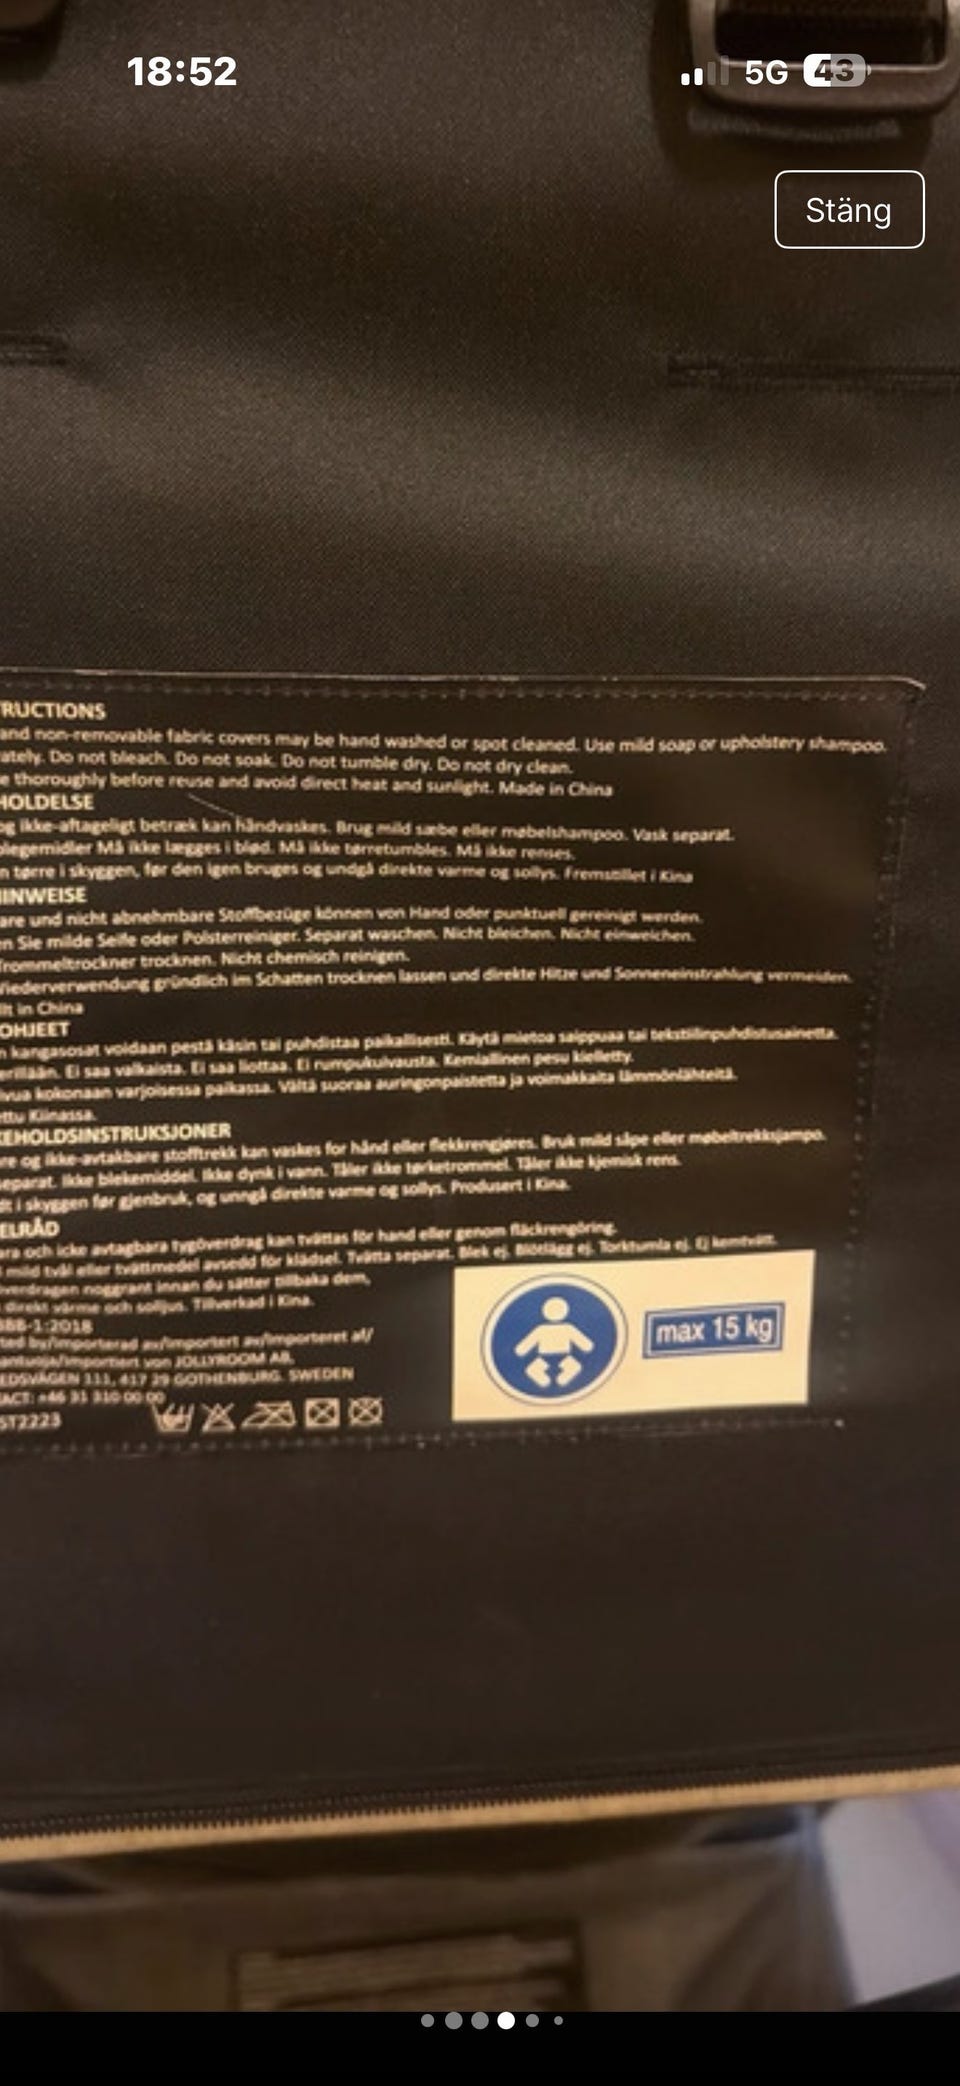 18:52
5G
43
Stäng
RUCTIONS
and non-removable fabric covers may be hand washed or spot cleaned. Use mild soap or upholstery shampoo.
ately. Do not bleach. Do not soak. Do not tumble dry. Do not dry clean.
e thoroughly before reuse and avoid direct heat and sunlight. Made in China
HOLDELSE
og ikke-aftageligt betræk kan håndvaskes. Brug mild sæbe eller møbelshampoo. Vask separat.
plegemidler Må ikke lægges i blød. Må ikke tørretumbles. Må ikke renses.
n tørre i skyggen, før den igen bruges og undgå direkte varme og sollys. Fremstillet i Kina
HINWEISE
are und nicht abnehmbare Stoffbezüge können von Hand oder punktuell gereinigt werden.
en Sie milde Seife oder Polsterreiniger. Separat waschen. Nicht bleichen. Nicht einweichen.
Trommeltrockner trocknen. Nicht chemisch reinigen.
Wiederverwendung gründlich im Schatten trocknen lassen und direkte Hitze und Sonneneinstrahlung vermeiden.
llt in China
OHJEET
n kangasosat voidaan pestä käsin tai puhdistaa paikallisesti. Käytä mietoa saippuaa tai tekstiilinpuhdistusainetta.
erillään. Ei saa valkaista. Ei saa liottaa. Ei rumpukuivausta. Kemiallinen pesu kielletty.
ivua kokonaan varjoisessa paikassa. Vältä suoraa auringonpaistetta ja voimakkaita lämmönlähteitä.
ettu Kiinassa.
EHOLDSINSTRUKSJONER
re og ikke-avtakbare stofftrekk kan vaskes for hånd eller flekkrengjøres. Bruk mild såpe eller møbeltrekksjampo.
separat. Ikke blekemiddel. Ikke dynk i vann. Tåler ikke tørketrommel. Tåler ikke kjemisk rens.
dt i skyggen før gjenbruk, og unngå direkte varme og sollys. Produsert i Kina.
ELRÅD
ara och icke avtagbara tygöverdrag kan tvättas för hand eller genom fläckrengöring.
mild tvål eller tvättmedel avsedd för klädsel. Tvätta separat. Blek ej. Blötlägg ej. Torktumla ej. Ej kemtvätt.
verdragen noggrant innan du sätter tillbaka dem,
direkt värme och solljus. Tillverkad i Kina.
888-1:2018
ted by/importerad av/importert av/importeret af/
antuoja/importiert von JOLLYROOM AB,
EDSVÄGEN 111, 417 29 GOTHENBURG. SWEDEN
ACT: +46 31 310 00 00
ST2223
max 15 kg